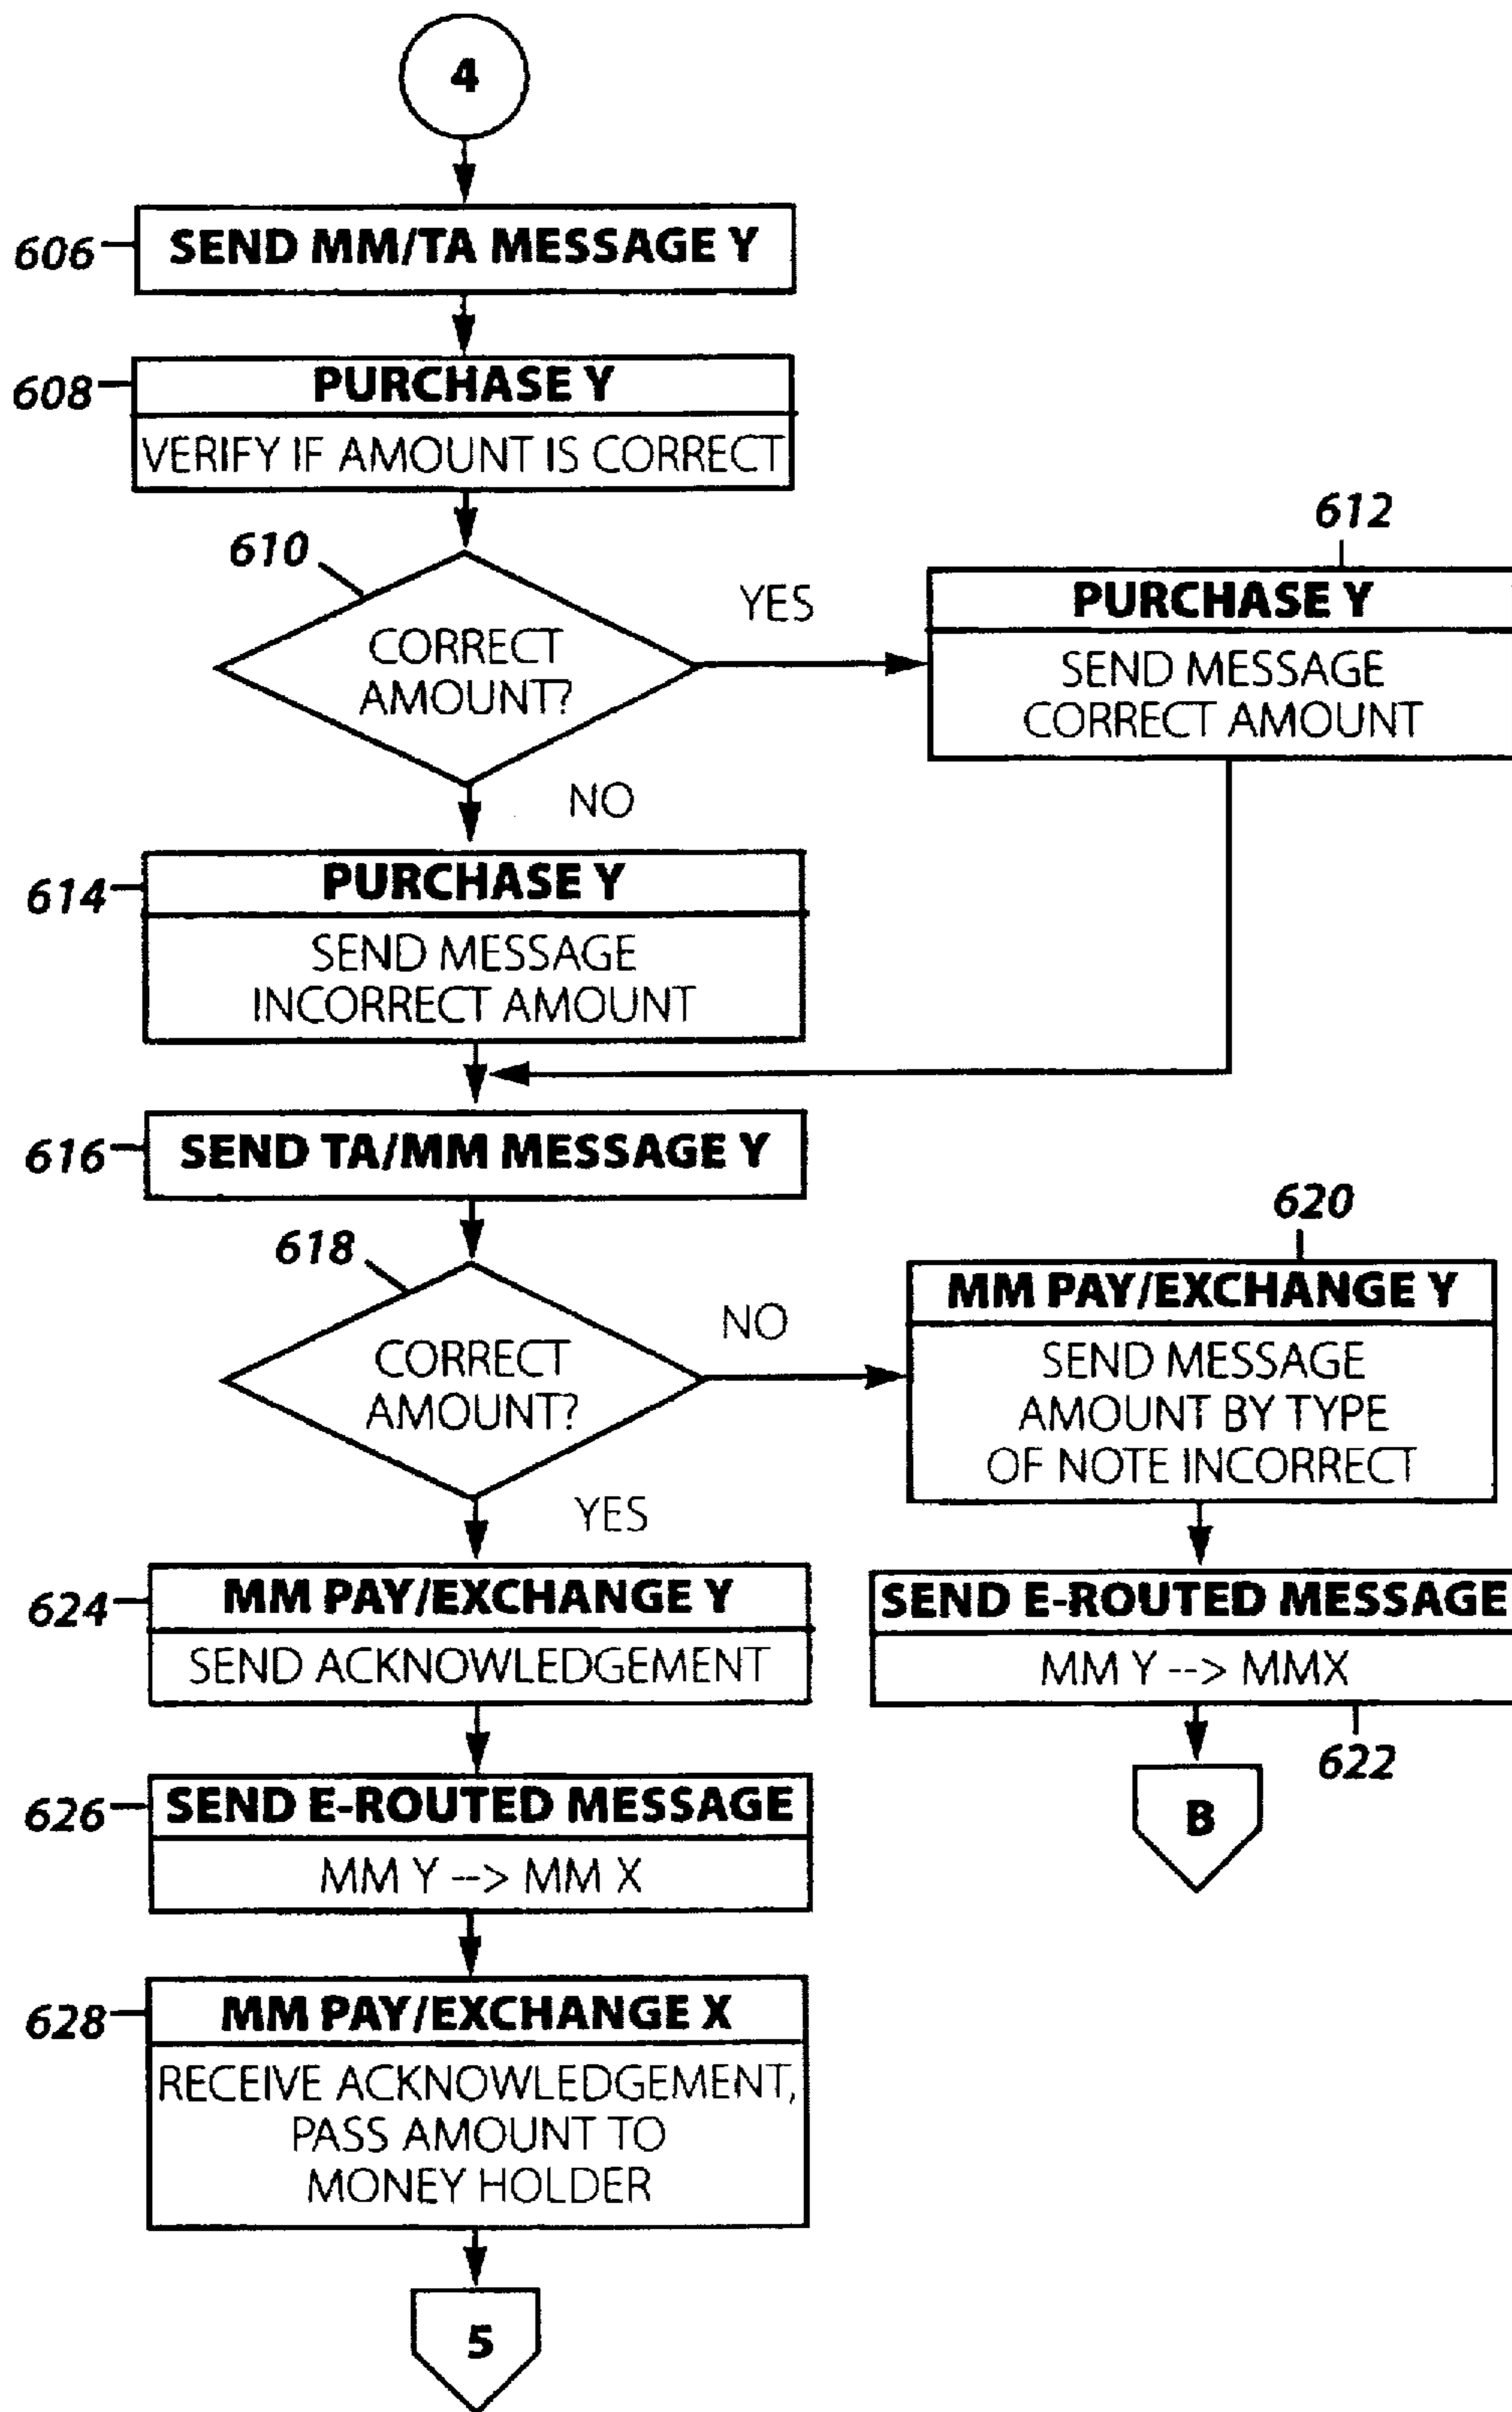 4
606
SEND MM/TA MESSAGE Y
608
PURCHASE Y
VERIFY IF AMOUNT IS CORRECT
610
CORRECT
AMOUNT?
YES
612
PURCHASE Y
SEND MESSAGE
CORRECT AMOUNT
NO
614
PURCHASE Y
SEND MESSAGE
INCORRECT AMOUNT
616
SEND TA/MM MESSAGE Y
618
CORRECT
AMOUNT?
NO
620
MM PAY/EXCHANGE Y
SEND MESSAGE
AMOUNT BY TYPE
OF NOTE INCORRECT
SEND E-ROUTED MESSAGE
MM Y --> MMX
622
B
YES
624
MM PAY/EXCHANGE Y
SEND ACKNOWLEDGEMENT
626
SEND E-ROUTED MESSAGE
MM Y --> MM X
628
MM PAY/EXCHANGE X
RECEIVE ACKNOWLEDGEMENT,
PASS AMOUNT TO
MONEY HOLDER
5